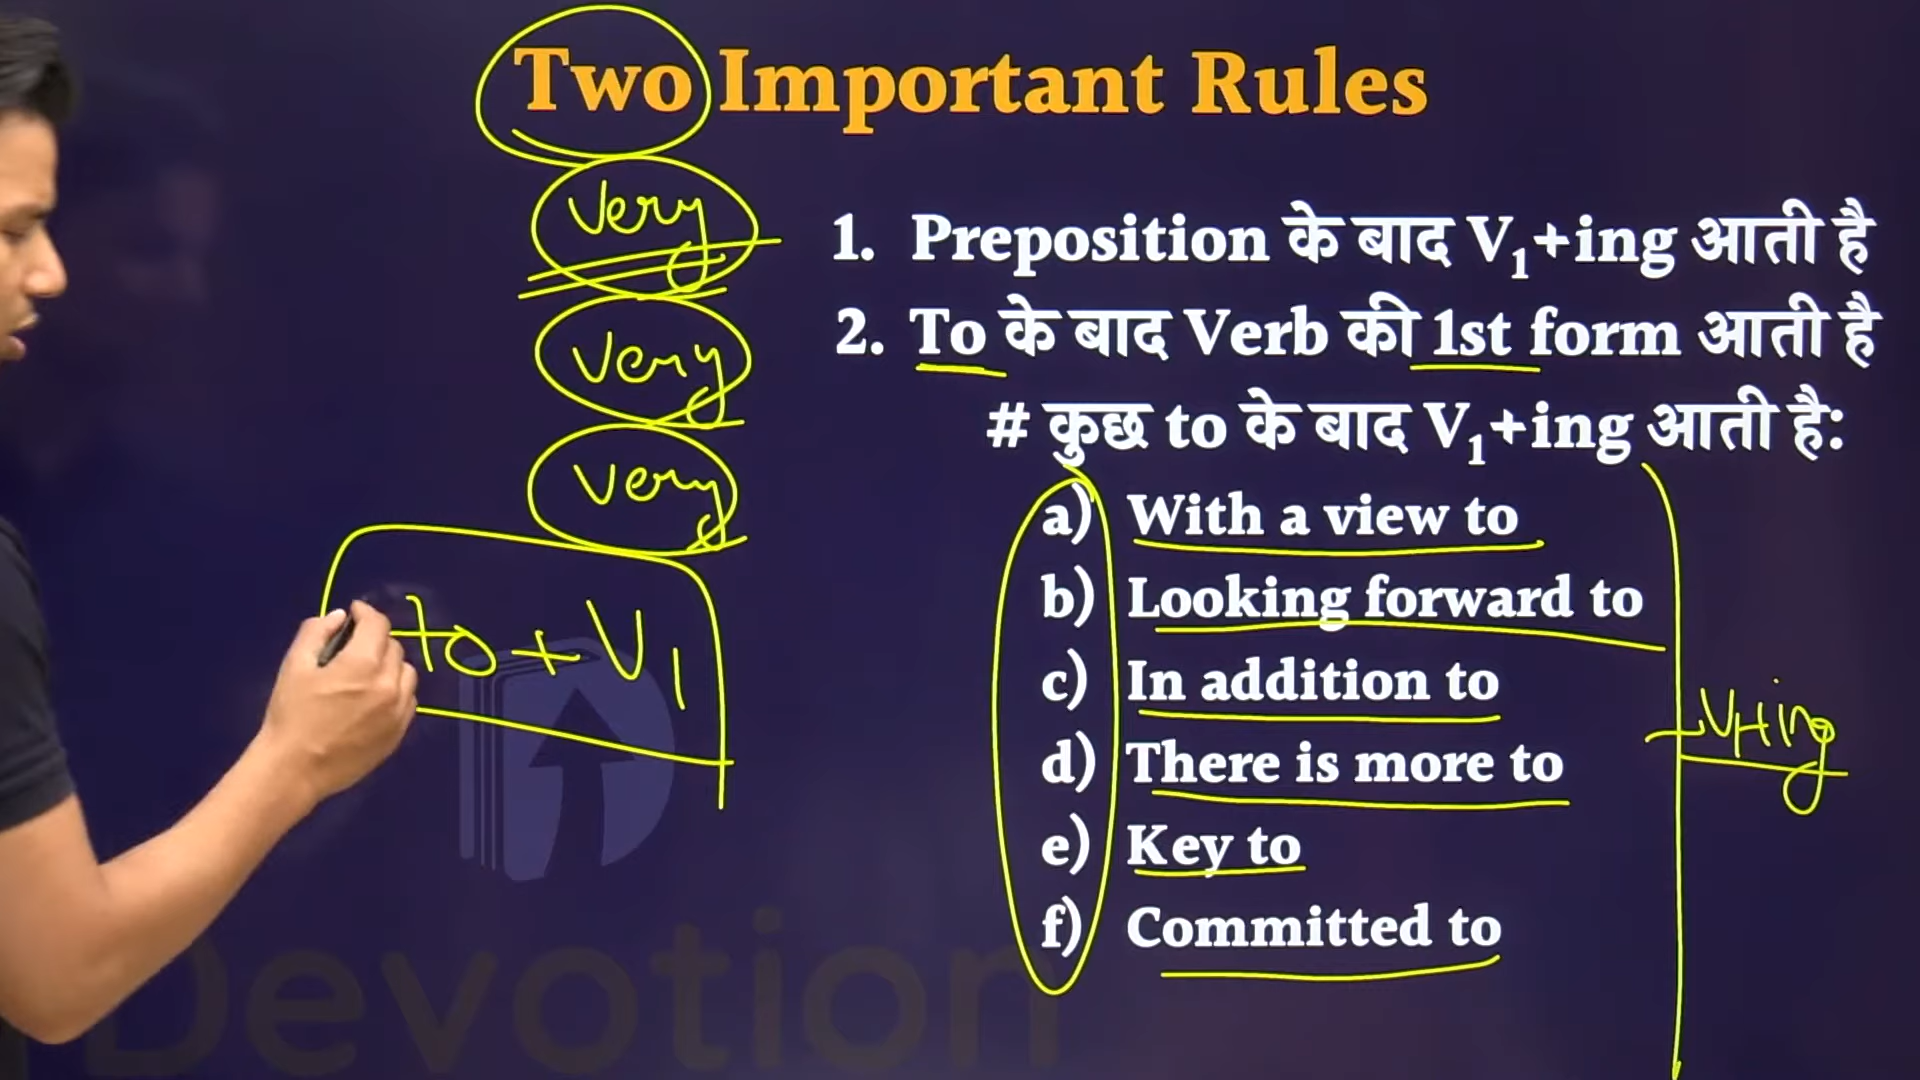 Two Important Rules
very
very
very
to + V1
1. Preposition के बाद V1+ing आती है
2. To के बाद Verb की 1st form आती है
# कुछ to के बाद V1+ing आती है:
a) With a view to
b) Looking forward to
c) In addition to
d) There is more to
e) Key to
f) Committed to
V1+ing
Devotion